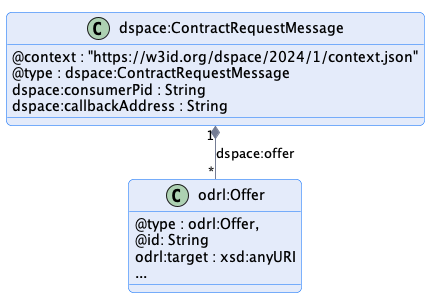 C dspace:ContractRequestMessage
@context : "https://w3id.org/dspace/2024/1/context.json"
@type : dspace:ContractRequestMessage
dspace:consumerPid : String
dspace:callbackAddress : String
1
dspace:offer
*
C odrl:Offer
@type : odrl:Offer,
@id: String
odrl:target : xsd:anyURI
...